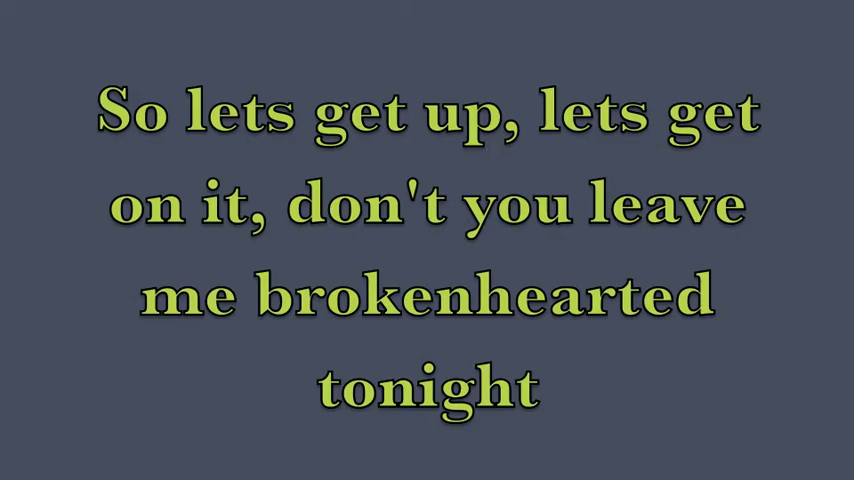 So lets get up, lets get
on it, don't you leave
me brokenhearted
tonight